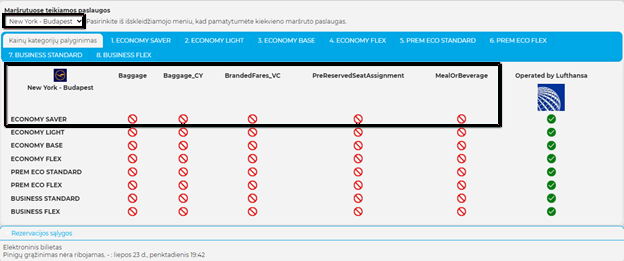 Maršrutuose teikiamos paslaugos
New York - Budapest Pasirinkite iš išskleidžiamojo meniu, kad pamatytumėte kiekvieno maršruto paslaugas.
Kainų kategorijų palyginimas 1. ECONOMY SAVER 2. ECONOMY LIGHT 3. ECONOMY BASE 4. ECONOMY FLEX 5. PREM ECO STANDARD 6. PREM ECO FLEX
7. BUSINESS STANDARD 8. BUSINESS FLEX
New York - Budapest Baggage Baggage_CY BrandedFares_VC PreReservedSeatAssignment MealOrBeverage Operated by Lufthansa
ECONOMY SAVER
ECONOMY LIGHT
ECONOMY BASE
ECONOMY FLEX
PREM ECO STANDARD
PREM ECO FLEX
BUSINESS STANDARD
BUSINESS FLEX
Rezervacijos sąlygos
Elektroninis bilietas
Pinigų grąžinimas nėra ribojamas. - : liepos 23 d., penktadienis 19:42